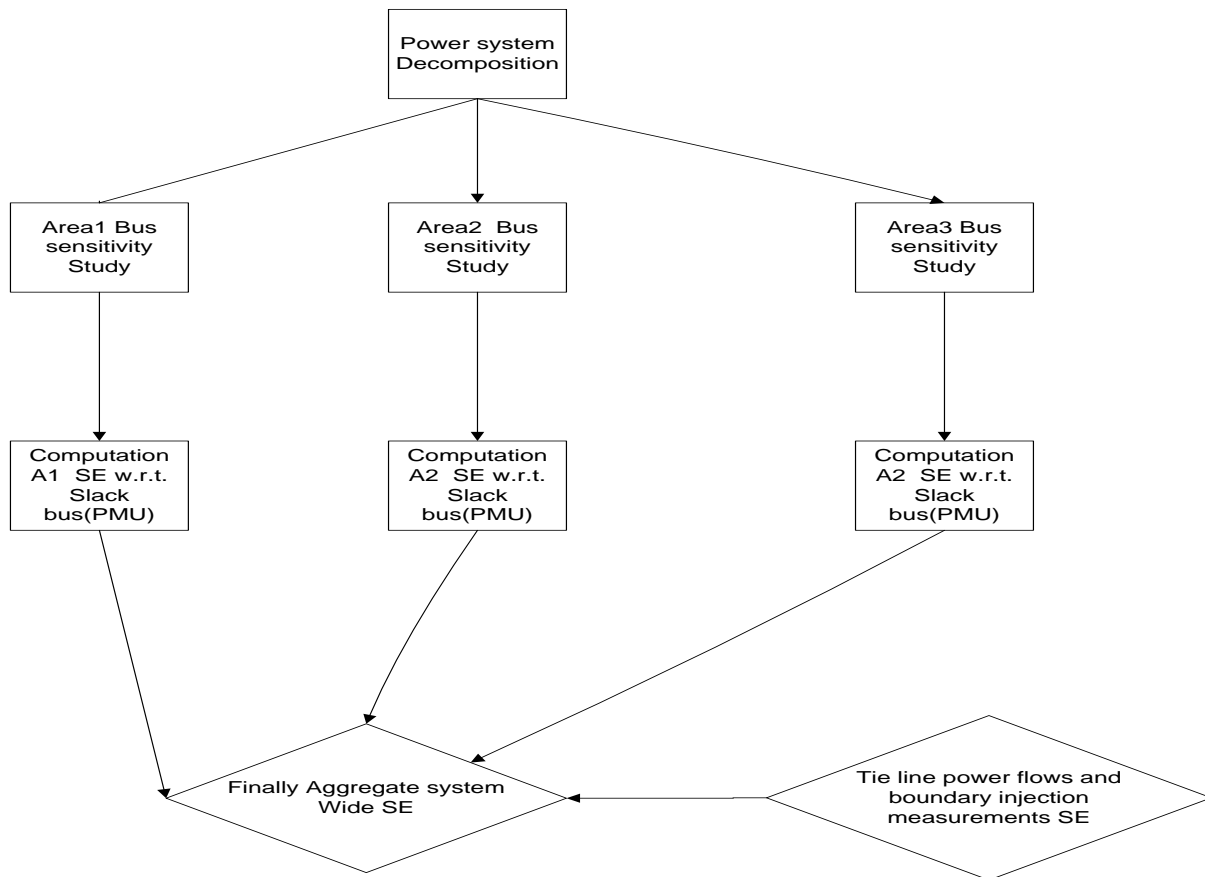 Power system
Decomposition
Area1 Bus
sensitivity
Study
Area2  Bus
sensitivity
Study
Area3 Bus
sensitivity
Study
Computation
A1  SE w.r.t.
Slack
bus(PMU)
Computation
A2  SE w.r.t.
Slack
bus(PMU)
Computation
A2  SE w.r.t.
Slack
bus(PMU)
Finally Aggregate system
Wide SE
Tie line power flows and
boundary injection
measurements SE